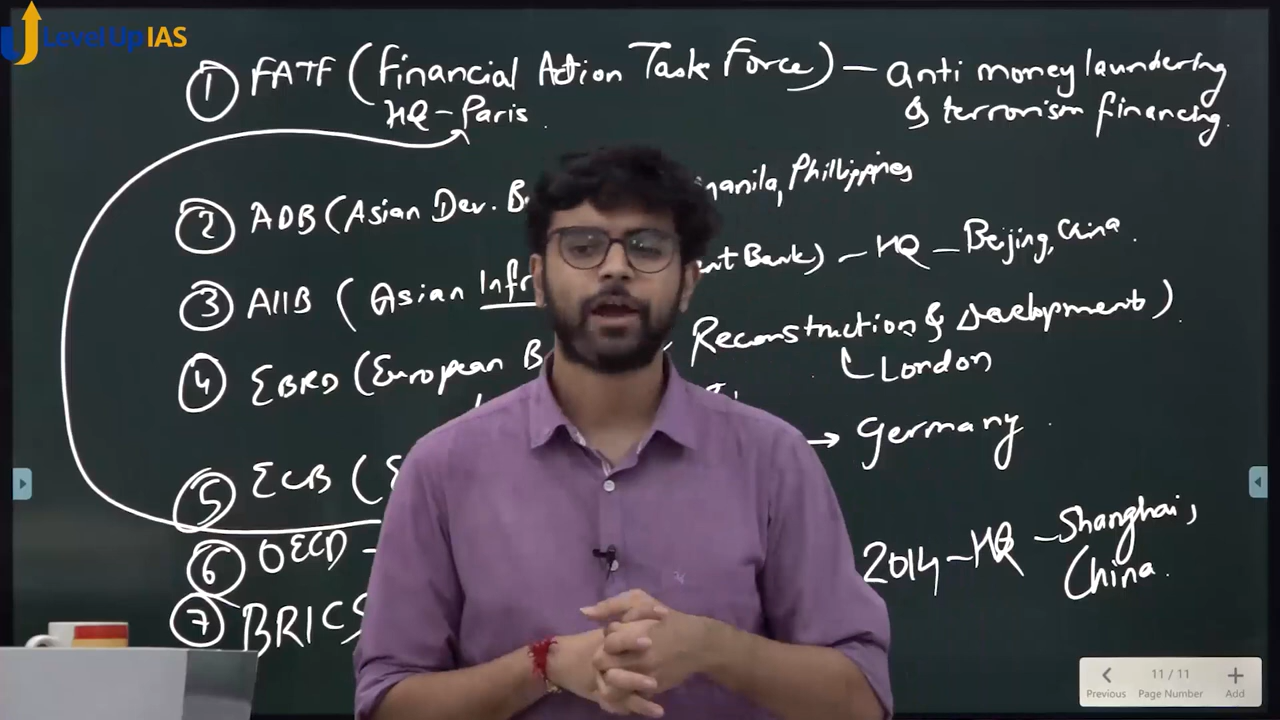 LevelUp IAS
① FATF (Financial Action Task Force) – anti money laundering
HQ – Paris
& terrorism financing.
② ADB (Asian Dev. B manila, Phillippines
③ AIIB (Asian Infr ent Bank) – HQ – Beijing, China.
④ EBRD (European B Reconstruction & Development).
London
⑤ ECB ( → Germany.
⑥ OECD –
2014 – HQ – Shanghai,
China.
⑦ BRICS
11 / 11
Previous Page Number Add